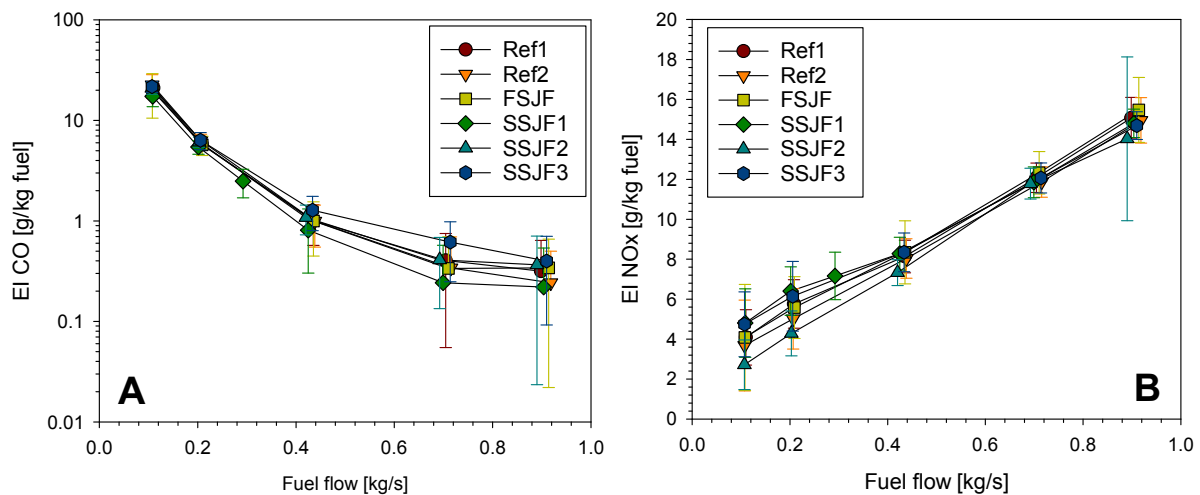 100
10
1
0.1
0.01
EI CO [g/kg fuel]
Ref1
Ref2
FSJF
SSJF1
SSJF2
SSJF3
A
0.0 0.2 0.4 0.6 0.8 1.0
Fuel flow [kg/s]
20
18
16
14
12
10
8
6
4
2
0
EI NOx [g/kg fuel]
Ref1
Ref2
FSJF
SSJF1
SSJF2
SSJF3
B
0.0 0.2 0.4 0.6 0.8 1.0
Fuel flow [kg/s]